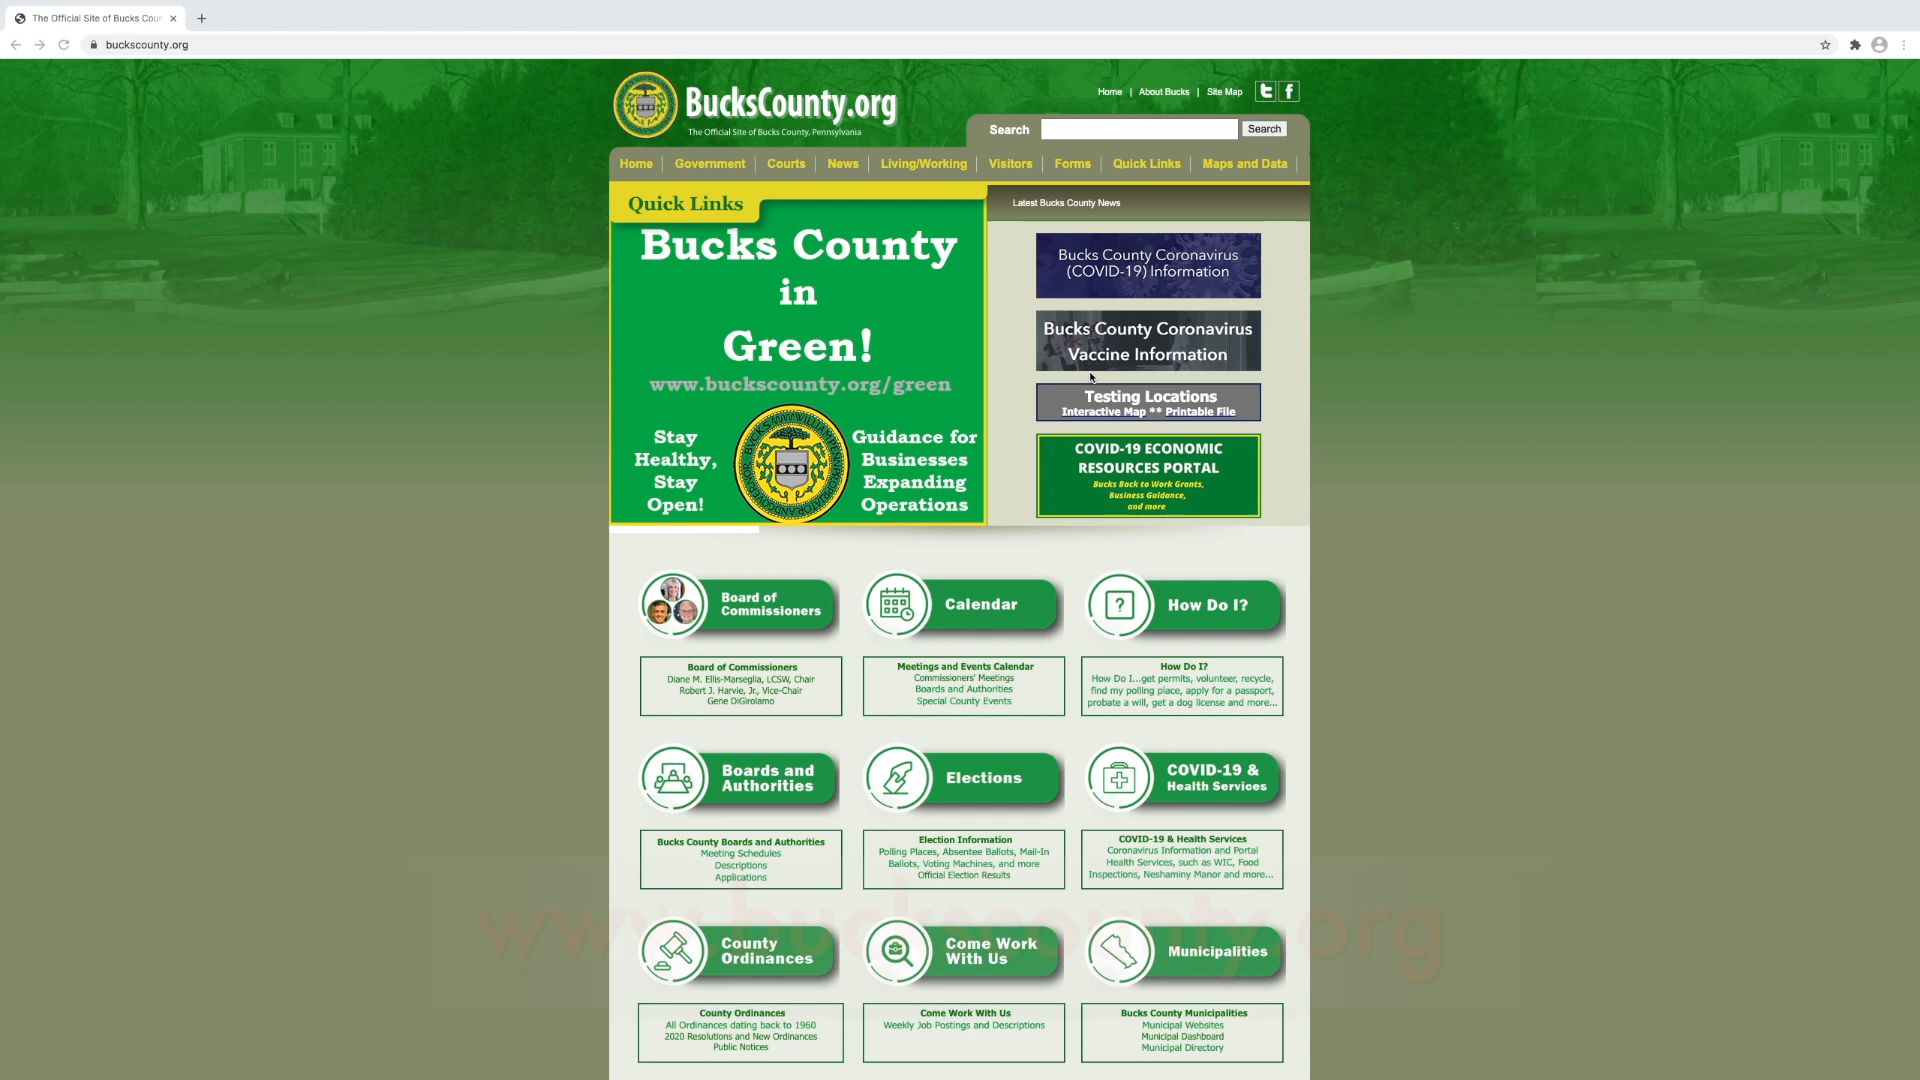 The Official Site of Bucks Coun
buckscounty.org
BucksCounty.org
The Official Site of Bucks County, Pennsylvania
Home | About Bucks | Site Map
Search
Search
Home
Government
Courts
News
Living/Working
Visitors
Forms
Quick Links
Maps and Data
Quick Links
Bucks County
in
Green!
www.buckscounty.org/green
Stay
Healthy,
Stay
Open!
Guidance for
Businesses
Expanding
Operations
Latest Bucks County News
Bucks County Coronavirus
(COVID-19) Information
Bucks County Coronavirus
Vaccine Information
Testing Locations
Interactive Map ** Printable File
COVID-19 ECONOMIC
RESOURCES PORTAL
Bucks Back to Work Grants,
Business Guidance,
and more
Board of
Commissioners
Calendar
How Do I?
Board of Commissioners
Diane M. Ellis-Marseglia, LCSW, Chair
Robert J. Harvie, Jr., Vice-Chair
Gene DiGirolamo
Meetings and Events Calendar
Commissioners' Meetings
Boards and Authorities
Special County Events
How Do I?
How Do I...get permits, volunteer, recycle,
find my polling place, apply for a passport,
probate a will, get a dog license and more...
Boards and
Authorities
Elections
COVID-19 &
Health Services
Bucks County Boards and Authorities
Meeting Schedules
Descriptions
Applications
Election Information
Polling Places, Absentee Ballots, Mail-In
Ballots, Voting Machines, and more
Official Election Results
COVID-19 & Health Services
Coronavirus Information and Portal
Health Services, such as WIC, Food
Inspections, Neshaminy Manor and more...
www.buckscounty.org
County
Ordinances
Come Work
With Us
Municipalities
County Ordinances
All Ordinances dating back to 1960
2020 Resolutions and New Ordinances
Public Notices
Come Work With Us
Weekly Job Postings and Descriptions
Bucks County Municipalities
Municipal Websites
Municipal Dashboard
Municipal Directory